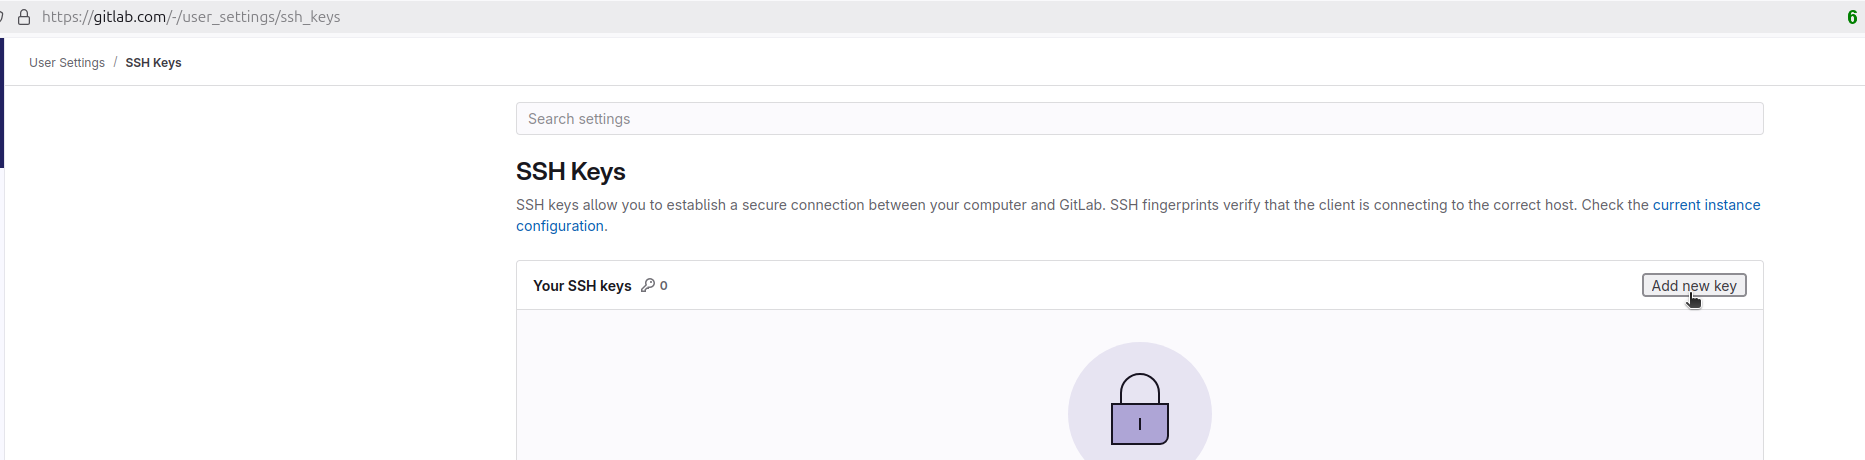 https://gitlab.com/-/user_settings/ssh_keys
6
User Settings / SSH Keys
Search settings
SSH Keys
SSH keys allow you to establish a secure connection between your computer and GitLab. SSH fingerprints verify that the client is connecting to the correct host. Check the current instance
configuration.
Your SSH keys 0
Add new key